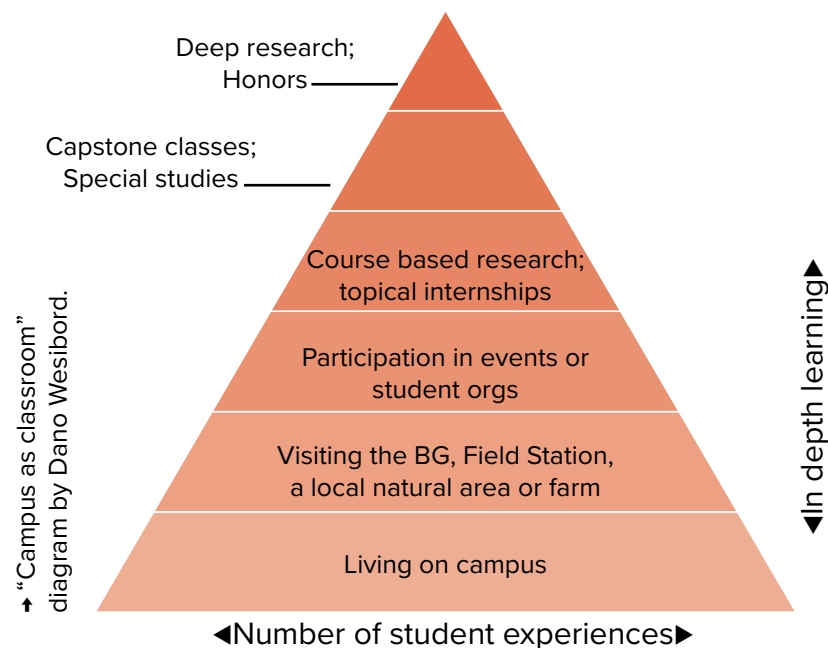 Deep research;
Honors
Capstone classes;
Special studies
Course based research;
topical internships
Participation in events or
student orgs
Visiting the BG, Field Station,
a local natural area or farm
Living on campus
◀Number of student experiences▶
◀In depth learning▶
→ “Campus as classroom”
diagram by Dano Wesibord.